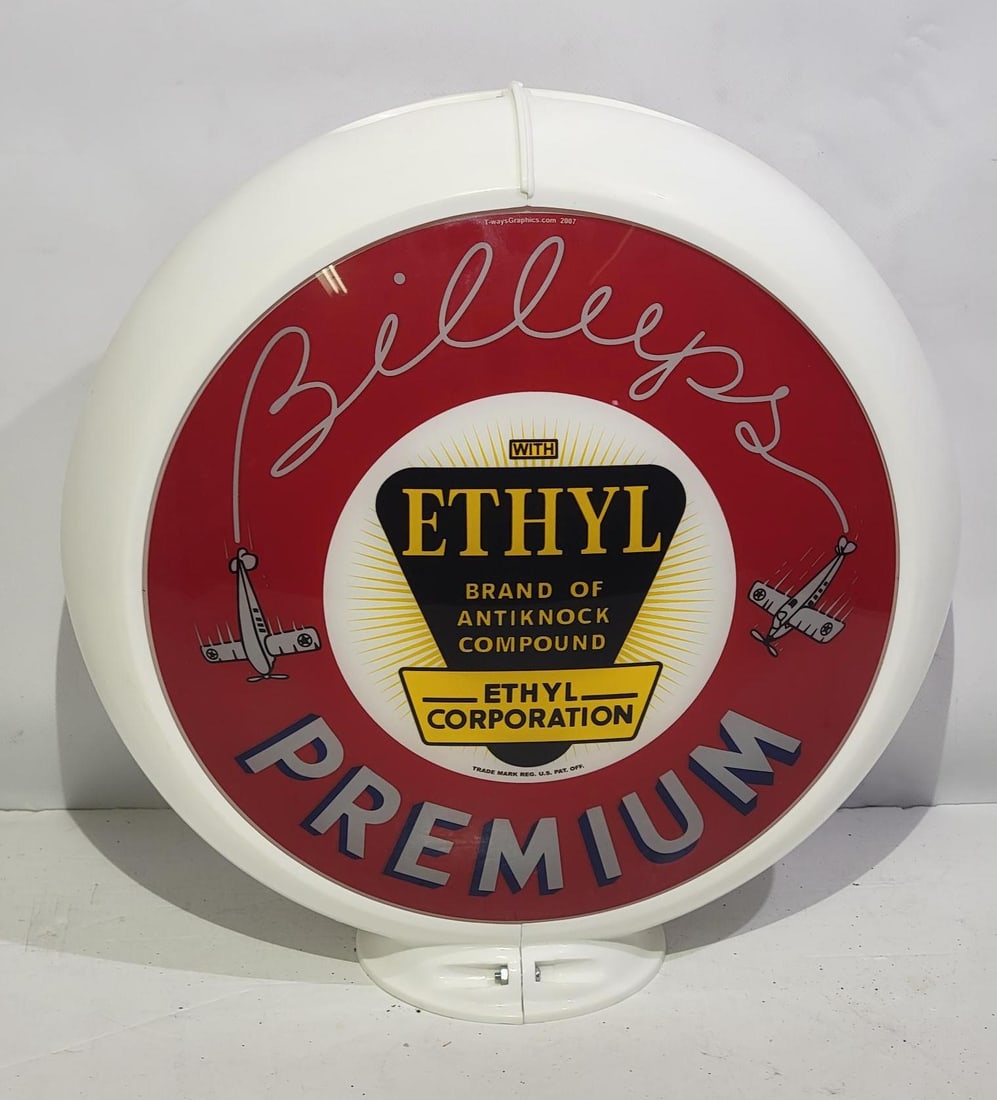 T-waysGraphics.com 2007
Billups
WITH
ETHYL
BRAND OF
ANTIKNOCK
COMPOUND
ETHYL
CORPORATION
TRADE MARK REG. U.S. PAT. OFF.
PREMIUM